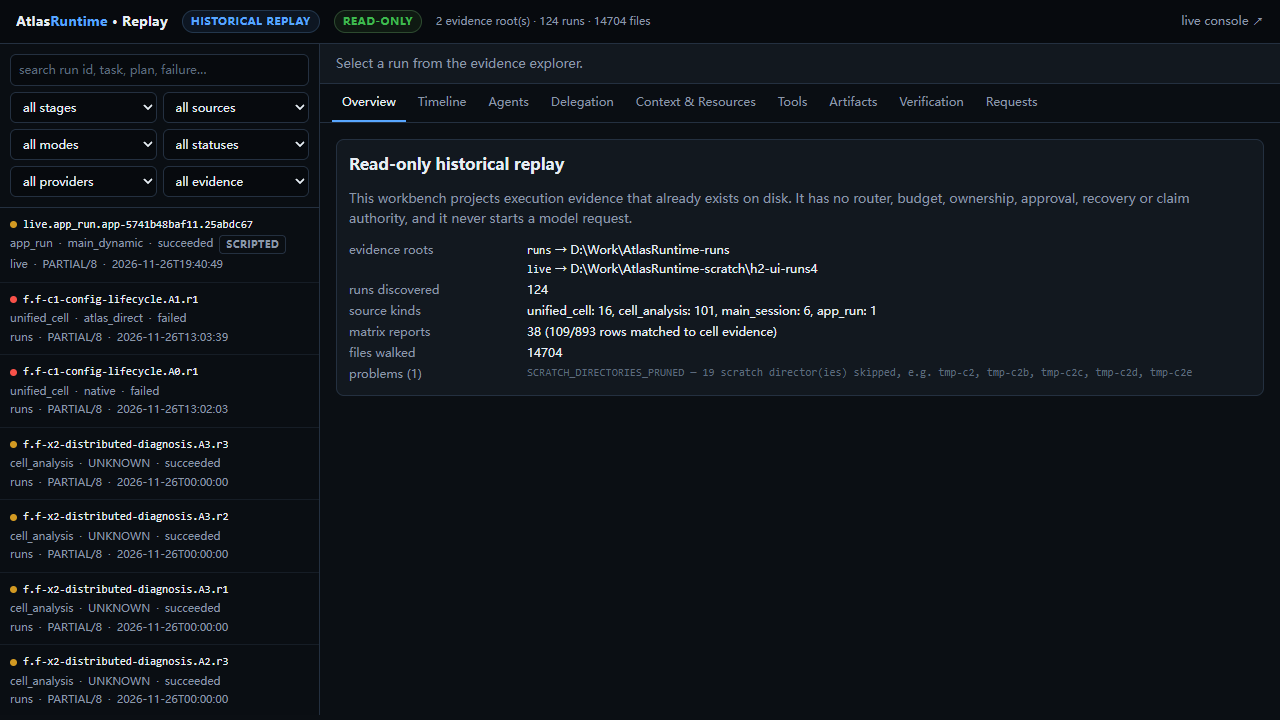 AtlasRuntime • Replay HISTORICAL REPLAY READ-ONLY 2 evidence root(s) · 124 runs · 14704 files live console ↗
search run id, task, plan, failure...
all stages all sources
all modes all statuses
all providers all evidence
live.app_run.app-5741b48baf11.25abdc67
app_run · main_dynamic · succeeded SCRIPTED
live · PARTIAL/8 · 2026-11-26T19:40:49
f.f-c1-config-lifecycle.A1.r1
unified_cell · atlas_direct · failed
runs · PARTIAL/8 · 2026-11-26T13:03:39
f.f-c1-config-lifecycle.A0.r1
unified_cell · native · failed
runs · PARTIAL/8 · 2026-11-26T13:02:03
f.f-x2-distributed-diagnosis.A3.r3
cell_analysis · UNKNOWN · succeeded
runs · PARTIAL/8 · 2026-11-26T00:00:00
f.f-x2-distributed-diagnosis.A3.r2
cell_analysis · UNKNOWN · succeeded
runs · PARTIAL/8 · 2026-11-26T00:00:00
f.f-x2-distributed-diagnosis.A3.r1
cell_analysis · UNKNOWN · succeeded
runs · PARTIAL/8 · 2026-11-26T00:00:00
f.f-x2-distributed-diagnosis.A2.r3
cell_analysis · UNKNOWN · succeeded
runs · PARTIAL/8 · 2026-11-26T00:00:00
Select a run from the evidence explorer.
Overview Timeline Agents Delegation Context & Resources Tools Artifacts Verification Requests
Read-only historical replay
This workbench projects execution evidence that already exists on disk. It has no router, budget, ownership, approval, recovery or claim
authority, and it never starts a model request.
evidence roots runs → D:\Work\AtlasRuntime-runs
live → D:\Work\AtlasRuntime-scratch\h2-ui-runs4
runs discovered 124
source kinds unified_cell: 16, cell_analysis: 101, main_session: 6, app_run: 1
matrix reports 38 (109/893 rows matched to cell evidence)
files walked 14704
problems (1) SCRATCH_DIRECTORIES_PRUNED — 19 scratch director(ies) skipped, e.g. tmp-c2, tmp-c2b, tmp-c2c, tmp-c2d, tmp-c2e